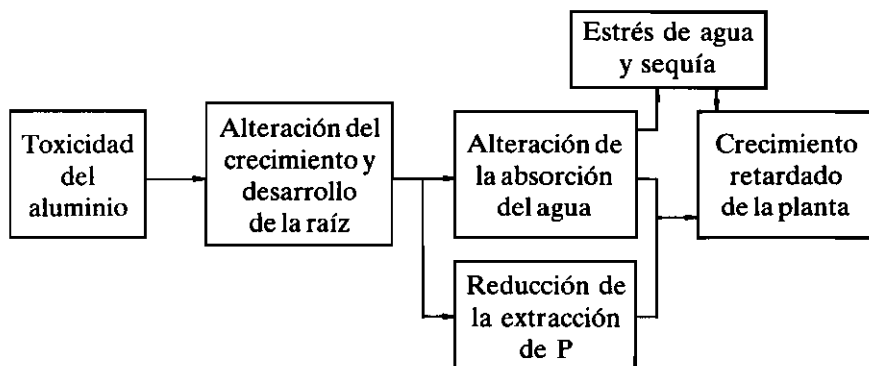 Estrés de agua
y sequía
Toxicidad
del
aluminio
Alteración del
crecimiento y
desarrollo
de la raíz
Alteración de
la absorción
del agua
Crecimiento
retardado
de la planta
Reducción de
la extracción
de P